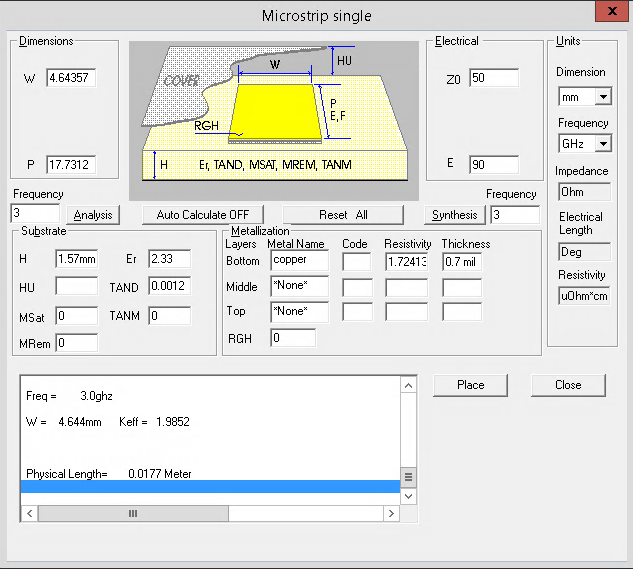 Microstrip single
x
Dimensions
W 4.64357
P 17.7312
COVER
W
HU
P
E, F
RGH
H Er, TAND, MSAT, MREM, TANM
Electrical
Z0 50
E 90
Units
Dimension
mm
Frequency
GHz
Impedance
Ohm
Electrical
Length
Deg
Resistivity
uOhm*cm
Frequency
3 Analysis
Auto Calculate OFF
Reset All
Synthesis
Frequency
3
Substrate
H 1.57mm Er 2.33
HU TAND 0.0012
MSat 0 TANM 0
MRem 0
Metallization
Layers Metal Name Code Resistivity Thickness
Bottom copper 1.72413 0.7 mil
Middle *None*
Top *None*
RGH 0
Freq = 3.0ghz
W = 4.644mm Keff = 1.9852
Physical Length= 0.0177 Meter
Place
Close